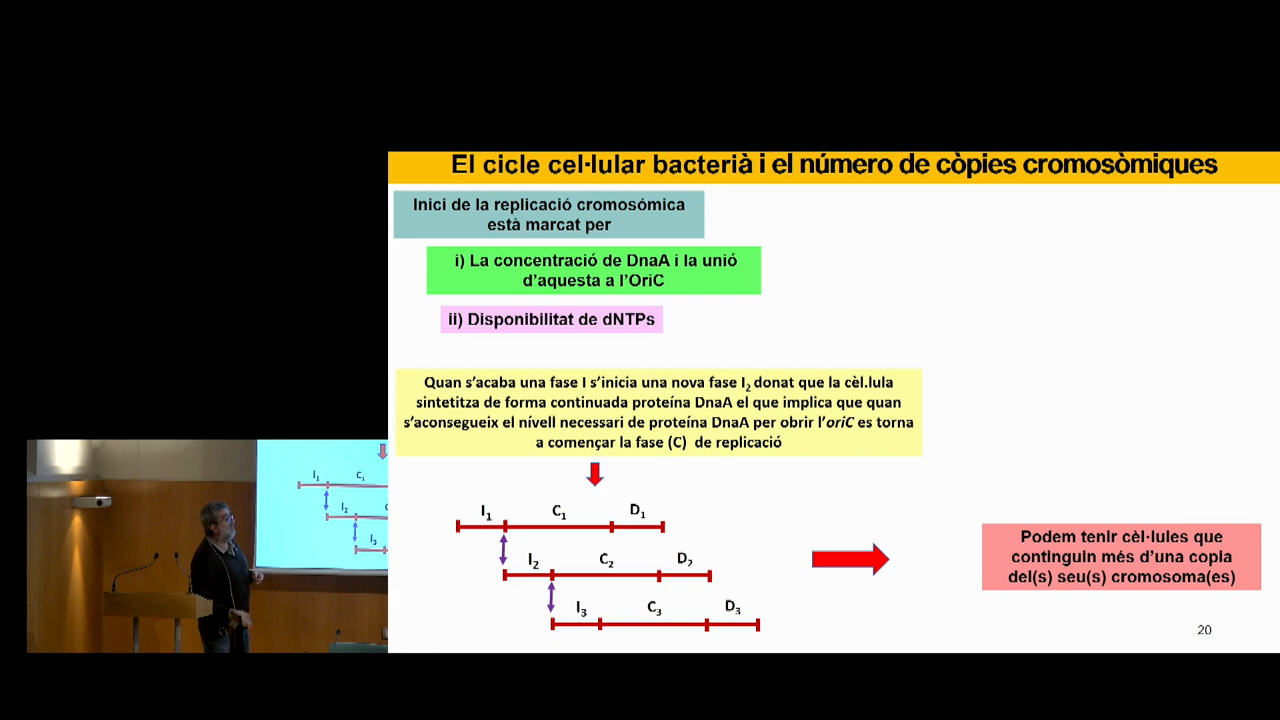 El cicle cel·lular bacterià i el número de còpies cromosòmiques
Inici de la replicació cromosómica
està marcat per
i) La concentració de DnaA i la unió
d'aquesta a l'OriC
ii) Disponibilitat de dNTPs
Quan s'acaba una fase I s'inicia una nova fase I2 donat que la cèl.lula
sintetitza de forma continuada proteína DnaA el que implica que quan
s'aconsegueix el nívell necessari de proteína DnaA per obrir l'oriC es torna
a començar la fase (C) de replicació
I1 C1 D1
I2 C2 D2
I3 C3 D3
Podem tenir cèl·lules que
continguin més d'una copia
del(s) seu(s) cromosoma(es)
20
I1 C1
I2 C
I3